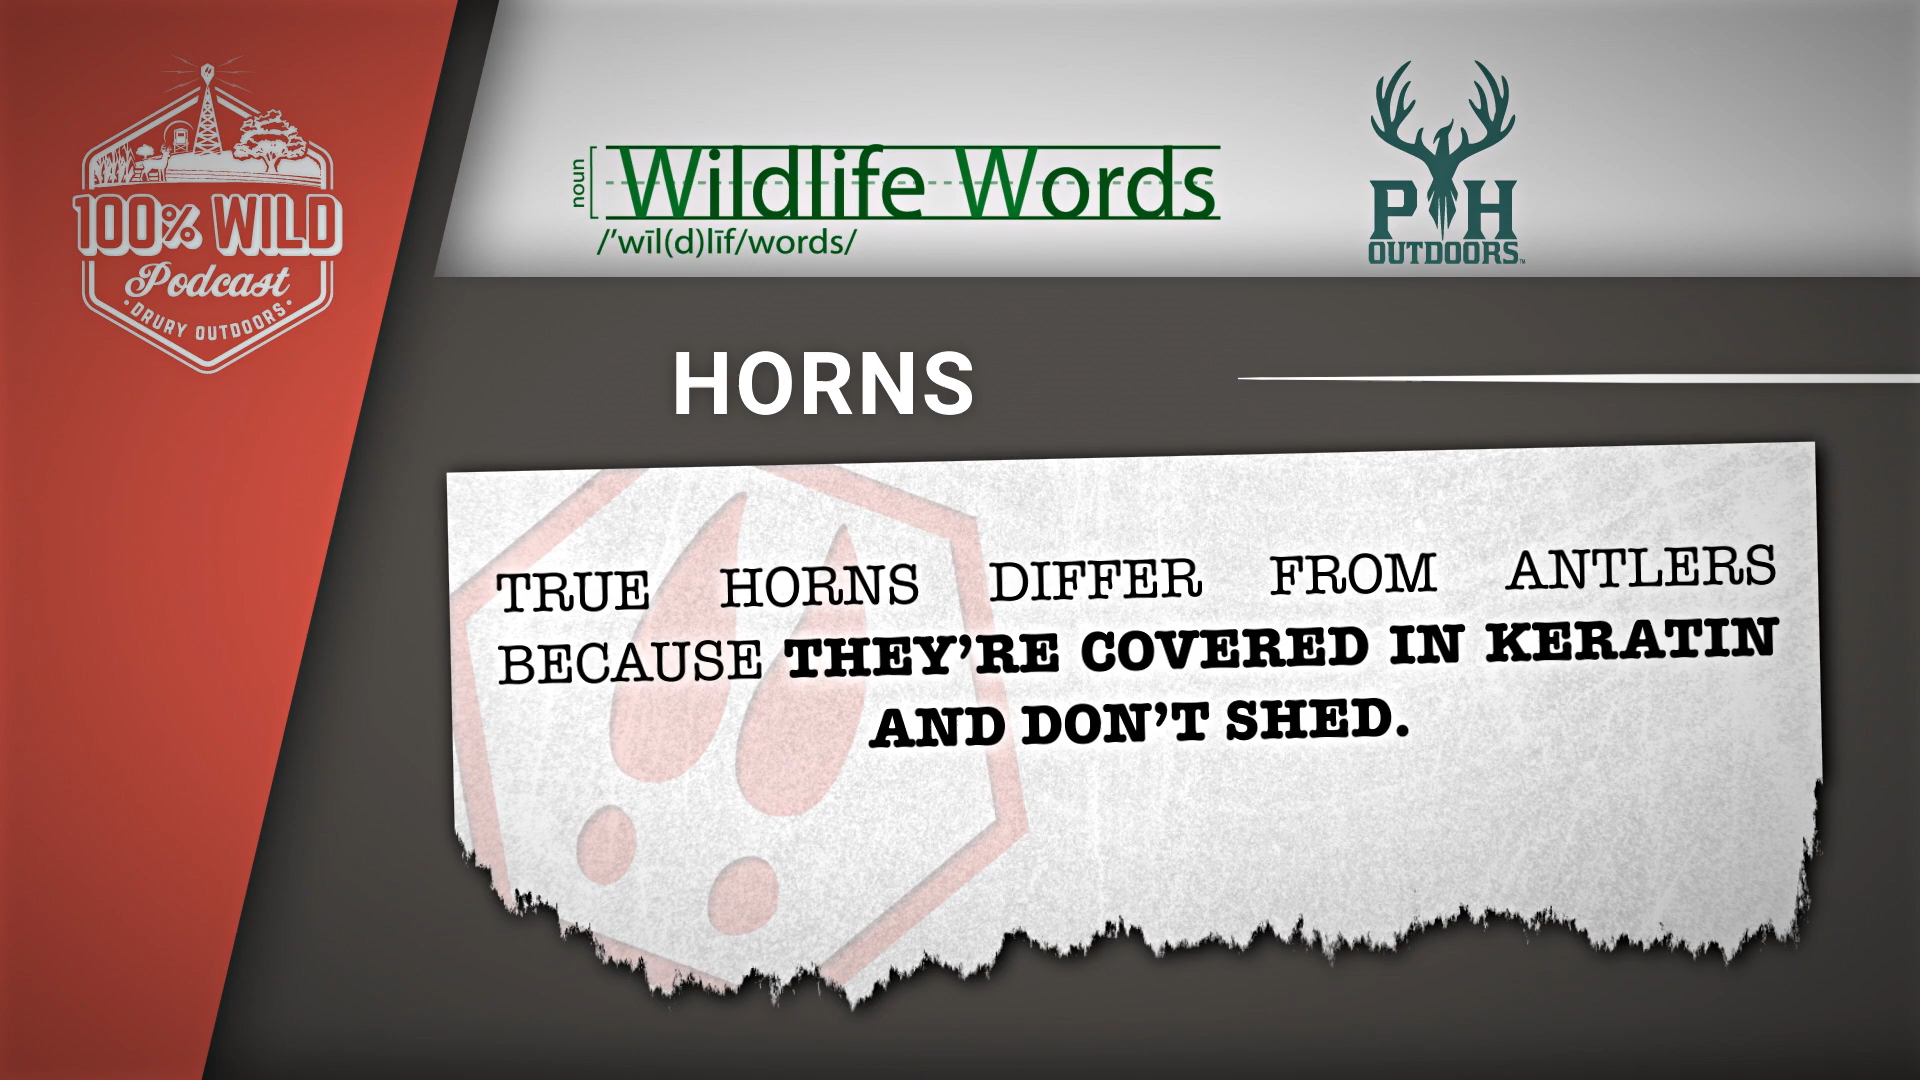 100% WILD
Podcast
• DRURY OUTDOORS •
noun
Wildlife Words
/'wīl(d)līf/words/
PH
OUTDOORS™
HORNS
TRUE HORNS DIFFER FROM ANTLERS
BECAUSE THEY'RE COVERED IN KERATIN
AND DON'T SHED.